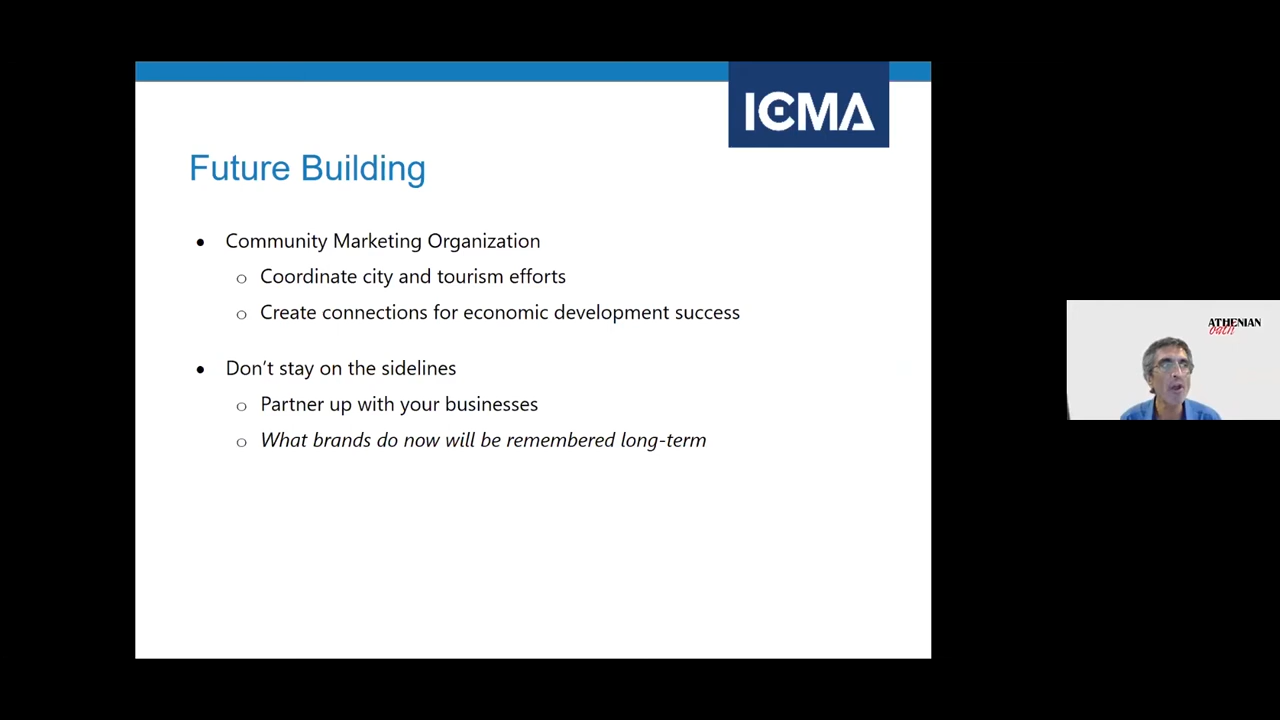 ICMA
Future Building
• Community Marketing Organization
o Coordinate city and tourism efforts
o Create connections for economic development success
• Don’t stay on the sidelines
o Partner up with your businesses
o What brands do now will be remembered long-term
ATHENIAN
oath